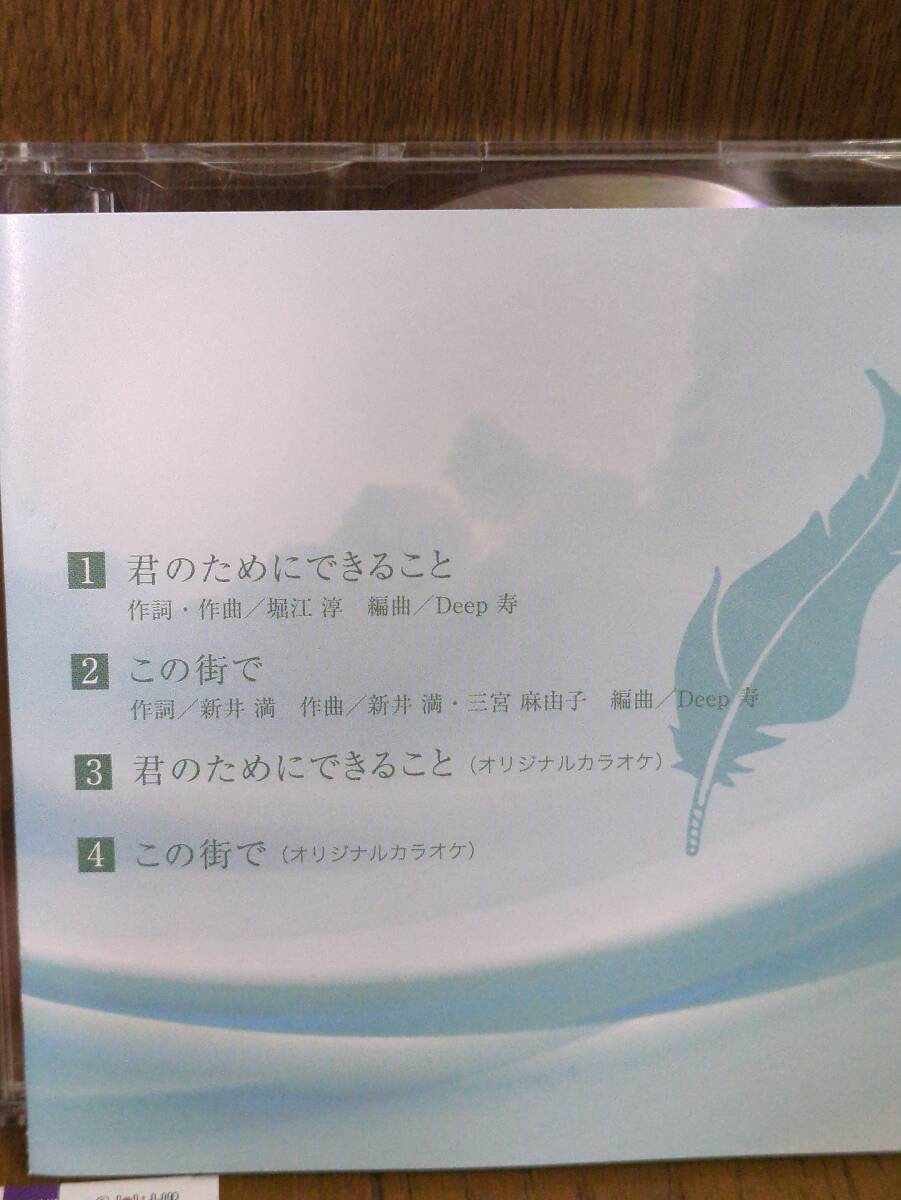 1 君のためにできること
作詞・作曲／堀江 淳　編曲／Deep 寿
2 この街で
作詞／新井 満　作曲／新井 満・三宮 麻由子　編曲／Deep 寿
3 君のためにできること（オリジナルカラオケ）
4 この街で（オリジナルカラオケ）